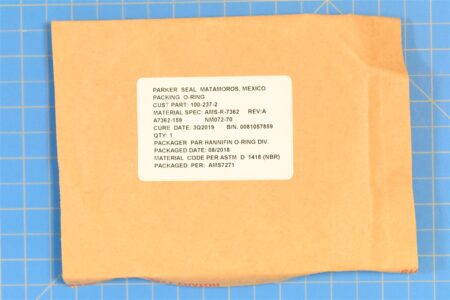 PARKER SEAL MATAMOROS, MEXICO
PACKING O-RING
CUST PART: 100-237-2
MATERIAL SPEC: AMS-R-7362 REV:A
A7362-159 NM072-70
CURE DATE: 3Q2019 B/N. 0081057859
QTY: 1
PACKAGER PAR HANNIFIN O-RING DIV.
PACKAGED DATE: 08/2018
MATERIAL CODE PER ASTM D 1418 (NBR)
PACKAGED PER: AMS7271